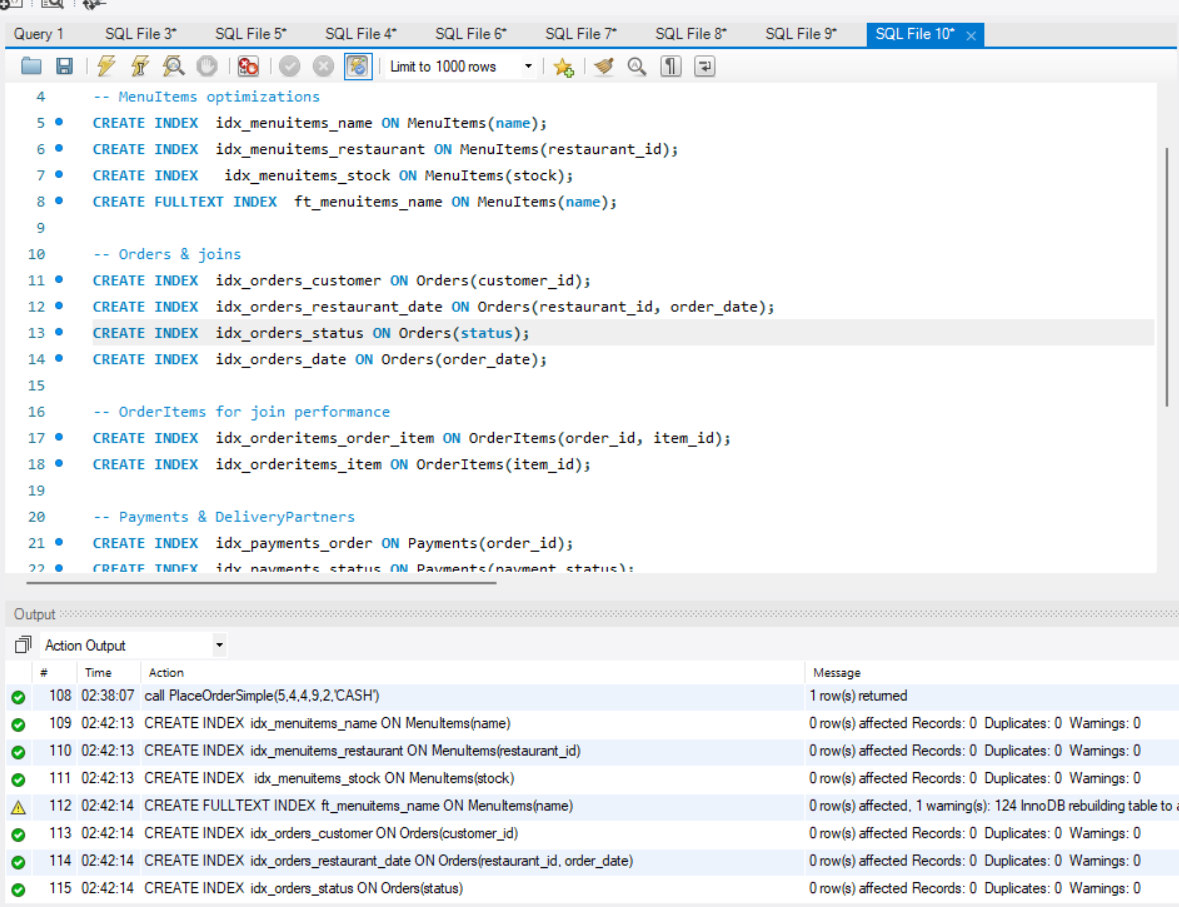 Query 1 SQL File 3* SQL File 5* SQL File 4* SQL File 6* SQL File 7* SQL File 8* SQL File 9* SQL File 10* ×
Limit to 1000 rows
4 -- MenuItems optimizations
5 CREATE INDEX idx_menuitems_name ON MenuItems(name);
6 CREATE INDEX idx_menuitems_restaurant ON MenuItems(restaurant_id);
7 CREATE INDEX idx_menuitems_stock ON MenuItems(stock);
8 CREATE FULLTEXT INDEX ft_menuitems_name ON MenuItems(name);
9
10 -- Orders & joins
11 CREATE INDEX idx_orders_customer ON Orders(customer_id);
12 CREATE INDEX idx_orders_restaurant_date ON Orders(restaurant_id, order_date);
13 CREATE INDEX idx_orders_status ON Orders(status);
14 CREATE INDEX idx_orders_date ON Orders(order_date);
15
16 -- OrderItems for join performance
17 CREATE INDEX idx_orderitems_order_item ON OrderItems(order_id, item_id);
18 CREATE INDEX idx_orderitems_item ON OrderItems(item_id);
19
20 -- Payments & DeliveryPartners
21 CREATE INDEX idx_payments_order ON Payments(order_id);
22 CREATE INDEX idx_payments_status ON Payments(payment_status);
Output
Action Output
# Time Action Message
108 02:38:07 call PlaceOrderSimple(5,4,4,9,2,'CASH') 1 row(s) returned
109 02:42:13 CREATE INDEX idx_menuitems_name ON MenuItems(name) 0 row(s) affected Records: 0 Duplicates: 0 Warnings: 0
110 02:42:13 CREATE INDEX idx_menuitems_restaurant ON MenuItems(restaurant_id) 0 row(s) affected Records: 0 Duplicates: 0 Warnings: 0
111 02:42:13 CREATE INDEX idx_menuitems_stock ON MenuItems(stock) 0 row(s) affected Records: 0 Duplicates: 0 Warnings: 0
112 02:42:14 CREATE FULLTEXT INDEX ft_menuitems_name ON MenuItems(name) 0 row(s) affected, 1 warning(s): 124 InnoDB rebuilding table to
113 02:42:14 CREATE INDEX idx_orders_customer ON Orders(customer_id) 0 row(s) affected Records: 0 Duplicates: 0 Warnings: 0
114 02:42:14 CREATE INDEX idx_orders_restaurant_date ON Orders(restaurant_id, order_date) 0 row(s) affected Records: 0 Duplicates: 0 Warnings: 0
115 02:42:14 CREATE INDEX idx_orders_status ON Orders(status) 0 row(s) affected Records: 0 Duplicates: 0 Warnings: 0